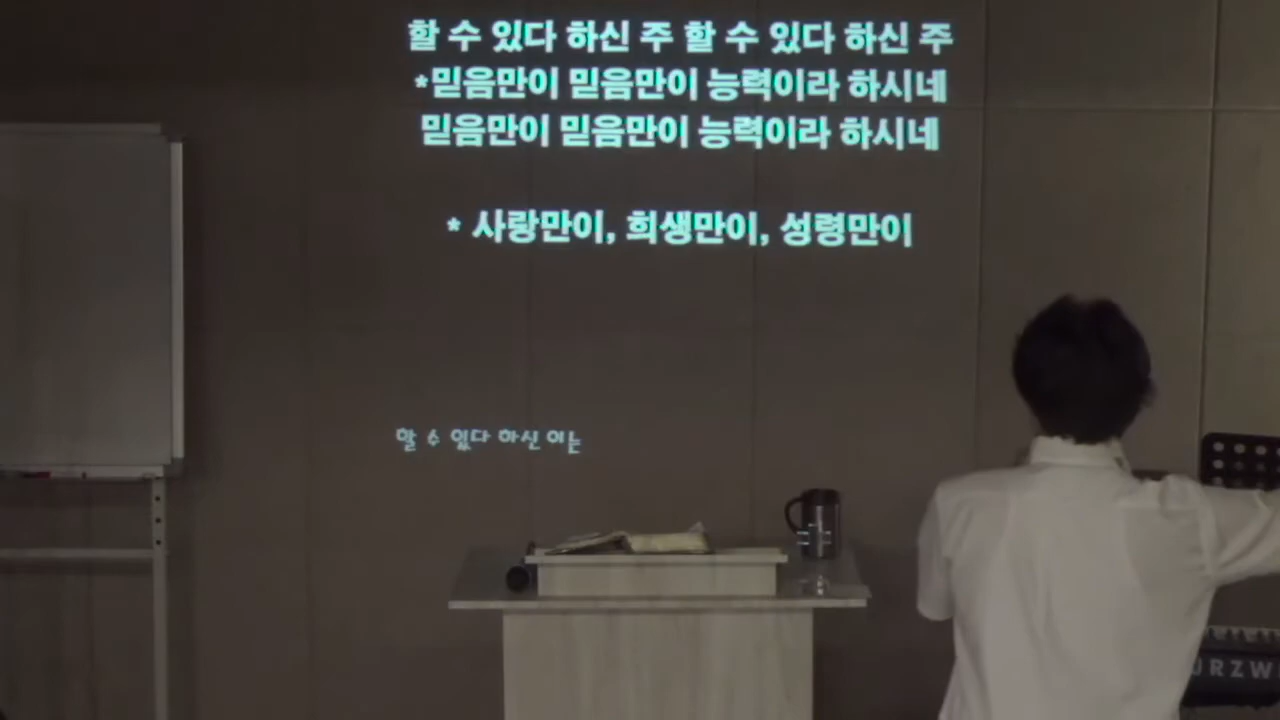 할 수 있다 하신 주 할 수 있다 하신 주
*믿음만이 믿음만이 능력이라 하시네
믿음만이 믿음만이 능력이라 하시네
* 사랑만이, 희생만이, 성령만이
할 수 있다 하신 이는
URZW